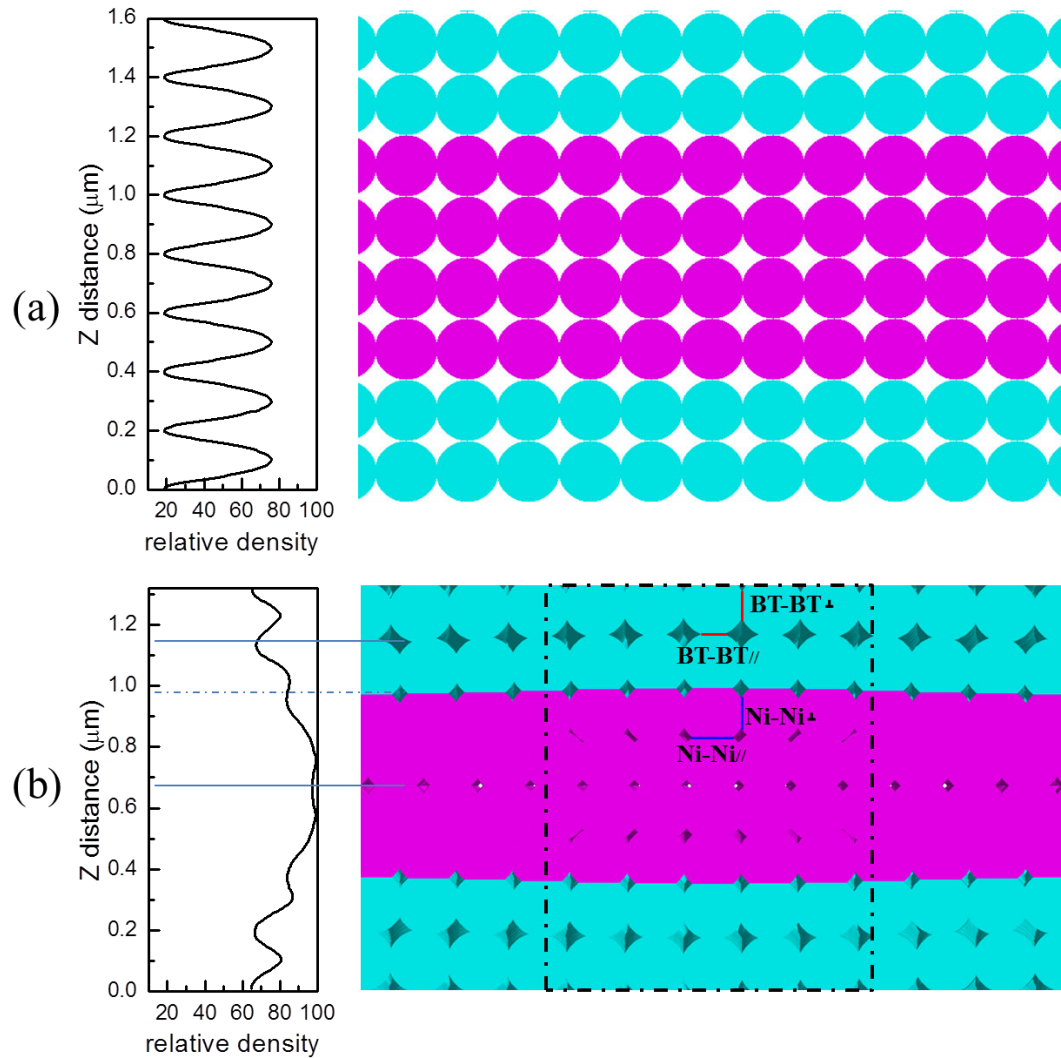 1.6
1.4
1.2
1.0
0.8
0.6
0.4
0.2
0.0
Z distance (μm)
(a)
20 40 60 80 100
relative density
1.2
1.0
0.8
0.6
0.4
0.2
0.0
Z distance (μm)
(b)
20 40 60 80 100
relative density
BT-BT⊥
BT-BT//
Ni-Ni⊥
Ni-Ni//